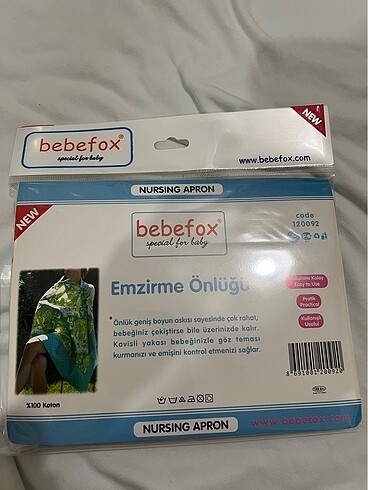 NEW
bebefox®
special for baby
www.bebefox.com
NURSING APRON
NEW
bebefox®
special for baby
code
120092
Emzirme Önlüğü
Kullanımı Kolay
Easy to Use
Önlük geniş boyun askısı sayesinde çok rahat,
bebeğiniz çekiştirse bile üzerinizde kalır.
Kavisli yakası bebeğinizle göz teması
kurmanızı ve emişini kontrol etmenizi sağlar.
Pratik
Practical
Kullanışlı
Useful
8 691001 200920
%100 Koton
NURSING APRON
www.bebefox.com